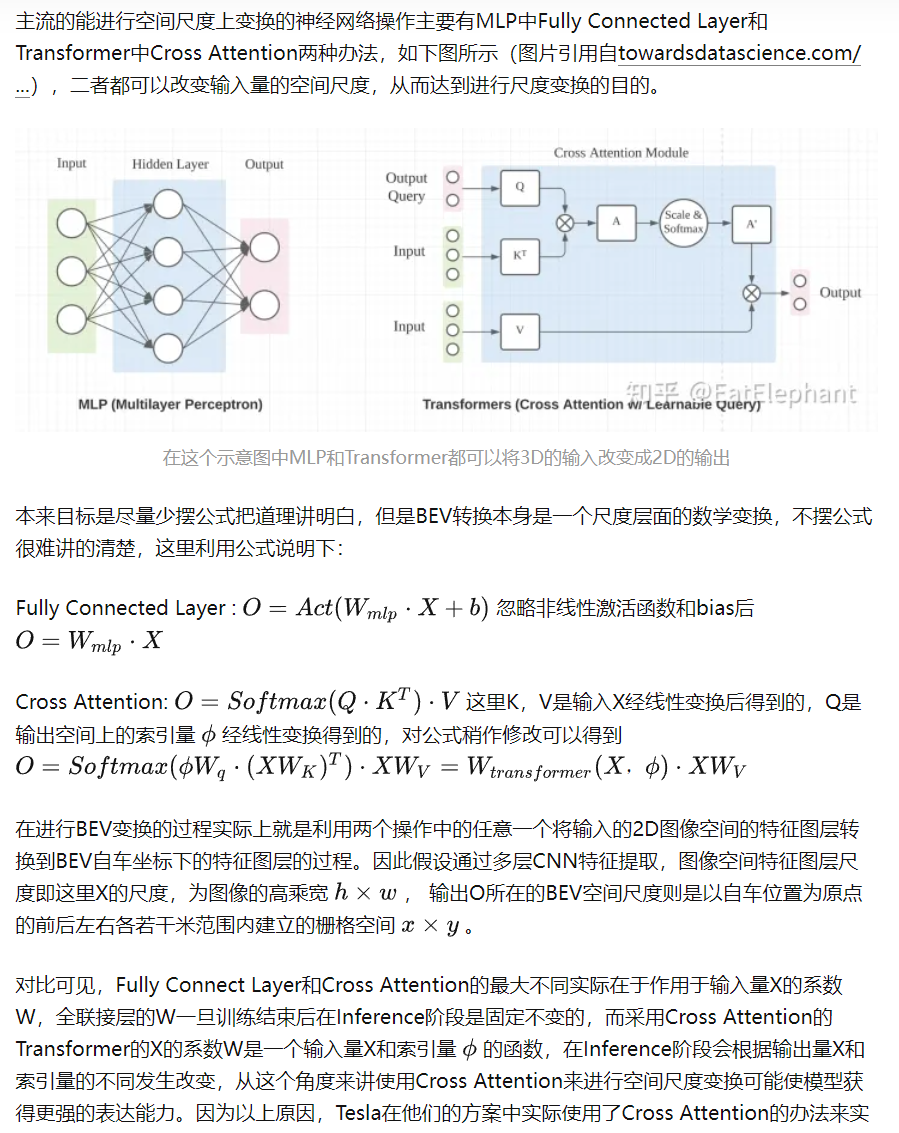 主流的能进行空间尺度上变换的神经网络操作主要有MLP中Fully Connected Layer和
Transformer中Cross Attention两种办法，如下图所示（图片引用自towardsdatascience.com/
...），二者都可以改变输入量的空间尺度，从而达到进行尺度变换的目的。
Input
Hidden Layer
Output
MLP (Multilayer Perceptron)
Cross Attention Module
Output
Query
Q
Input
K^T
A
Scale &
Softmax
A'
Input
V
Output
Transformers (Cross Attention w/ Learnable Query)
知乎 @EatElephant
在这个示意图中MLP和Transformer都可以将3D的输入改变成2D的输出
本来目标是尽量少摆公式把道理讲明白，但是BEV转换本身是一个尺度层面的数学变换，不摆公式
很难讲的清楚，这里利用公式说明下：
Fully Connected Layer : O = Act(W_{mlp} · X + b) 忽略非线性激活函数和bias后
O = W_{mlp} · X
Cross Attention: O = Softmax(Q · K^T) · V 这里K，V是输入X经线性变换后得到的，Q是
输出空间上的索引量 ϕ 经线性变换得到的，对公式稍作修改可以得到
O = Softmax(ϕW_q · (XW_K)^T) · XW_V = W_{transformer}(X, ϕ) · XW_V
在进行BEV变换的过程实际上就是利用两个操作中的任意一个将输入的2D图像空间的特征图层转
换到BEV自车坐标下的特征图层的过程。因此假设通过多层CNN特征提取，图像空间特征图层尺
度即这里X的尺度，为图像的高乘宽 h × w ， 输出O所在的BEV空间尺度则是以自车位置为原点
的前后左右各若干米范围内建立的栅格空间 x × y 。
对比可见，Fully Connect Layer和Cross Attention的最大不同实际在于作用于输入量X的系数
W，全联接层的W一旦训练结束后在Inference阶段是固定不变的，而采用Cross Attention的
Transformer的X的系数W是一个输入量X和索引量 ϕ 的函数，在Inference阶段会根据输出量X和
索引量的不同发生改变，从这个角度来讲使用Cross Attention来进行空间尺度变换可能使模型获
得更强的表达能力。因为以上原因，Tesla在他们的方案中实际使用了Cross Attention的办法来实